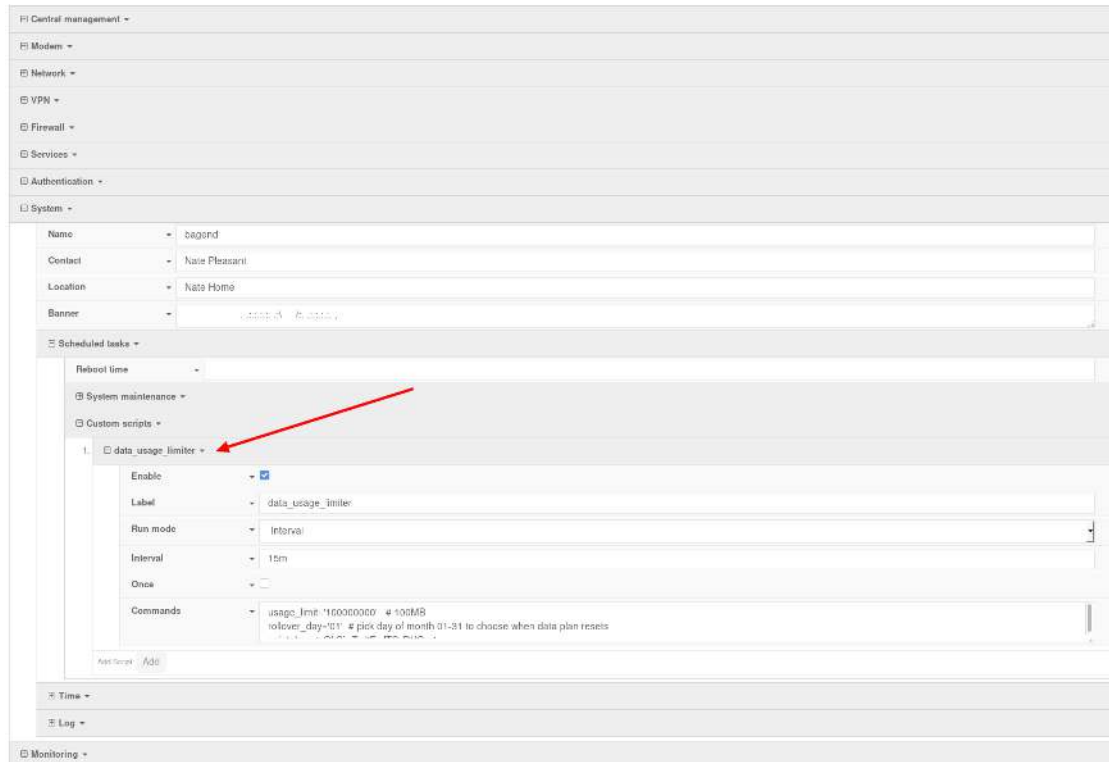 Central management
Modem
Network
VPN
Firewall
Services
Authentication
System
Name bagend
Contact Nate Pleasant
Location Nate Home
Banner
Scheduled tasks
Reboot time
System maintenance
Custom scripts
1. data_usage_limiter
Enable
Label data_usage_limiter
Run mode Interval
Interval 15m
Once
Commands usage_limit='100000000' # 100MB
rollover_day='01' # pick day of month 01-31 to choose when data plan resets
Add Script Add
Time
Log
Monitoring